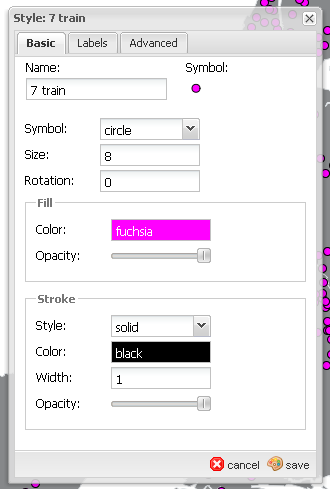 Style: 7 train
Basic Labels Advanced
Name: Symbol:
7 train
Symbol: circle
Size: 8
Rotation: 0
Fill
Color: fuchsia
Opacity:
Stroke
Style: solid
Color: black
Width: 1
Opacity:
cancel save